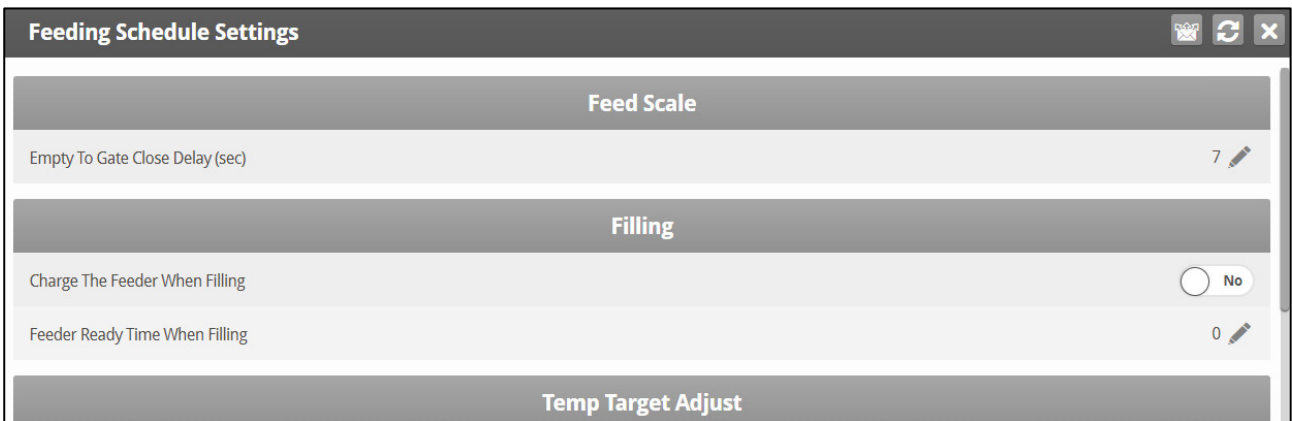 Feeding Schedule Settings
Feed Scale
Empty To Gate Close Delay (sec) 7
Filling
Charge The Feeder When Filling No
Feeder Ready Time When Filling 0
Temp Target Adjust